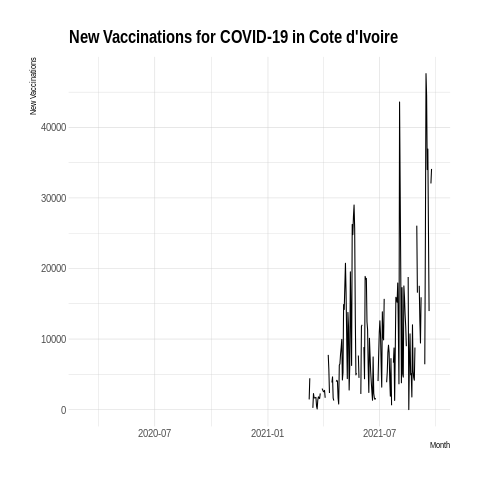 New Vaccinations for COVID-19 in Cote d'Ivoire
New Vaccinations
40000
30000
20000
10000
0
2020-07
2021-01
2021-07
Month